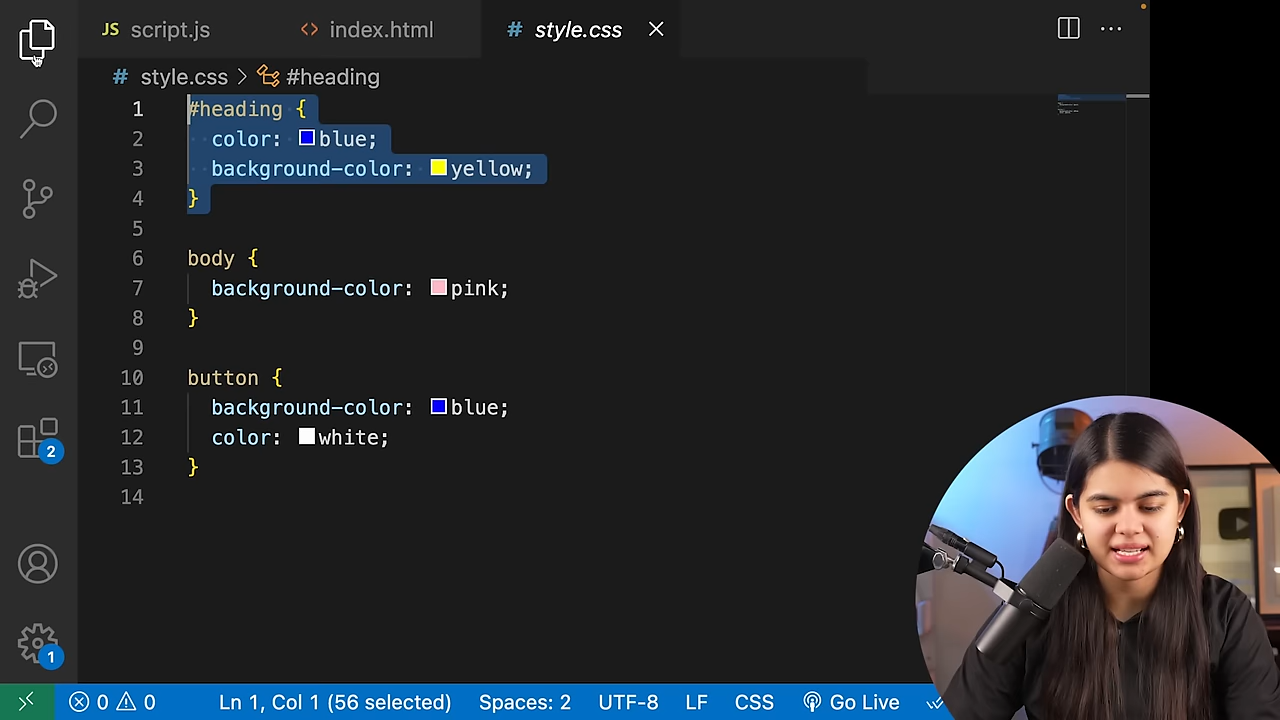 JS script.js
<> index.html
# style.css
# style.css > #heading
1 #heading {
2 color: blue;
3 background-color: yellow;
4 }
5
6 body {
7 background-color: pink;
8 }
9
10 button {
11 background-color: blue;
12 color: white;
13 }
14
2
1
0 0 Ln 1, Col 1 (56 selected) Spaces: 2 UTF-8 LF CSS Go Live